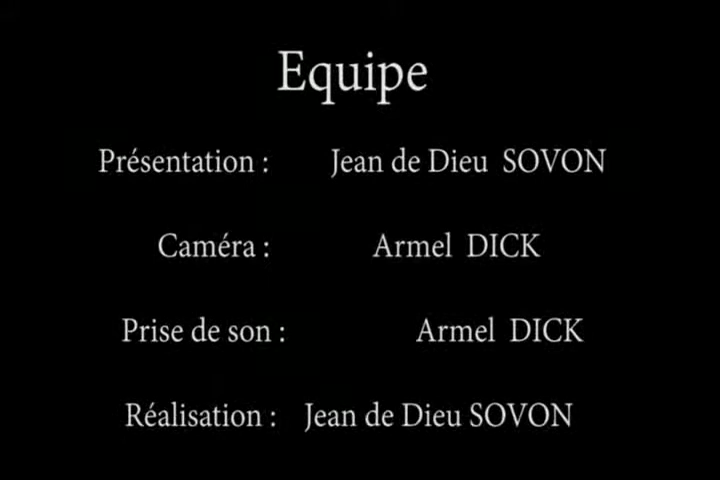 Equipe
Présentation : Jean de Dieu SOVON
Caméra : Armel DICK
Prise de son : Armel DICK
Réalisation : Jean de Dieu SOVON